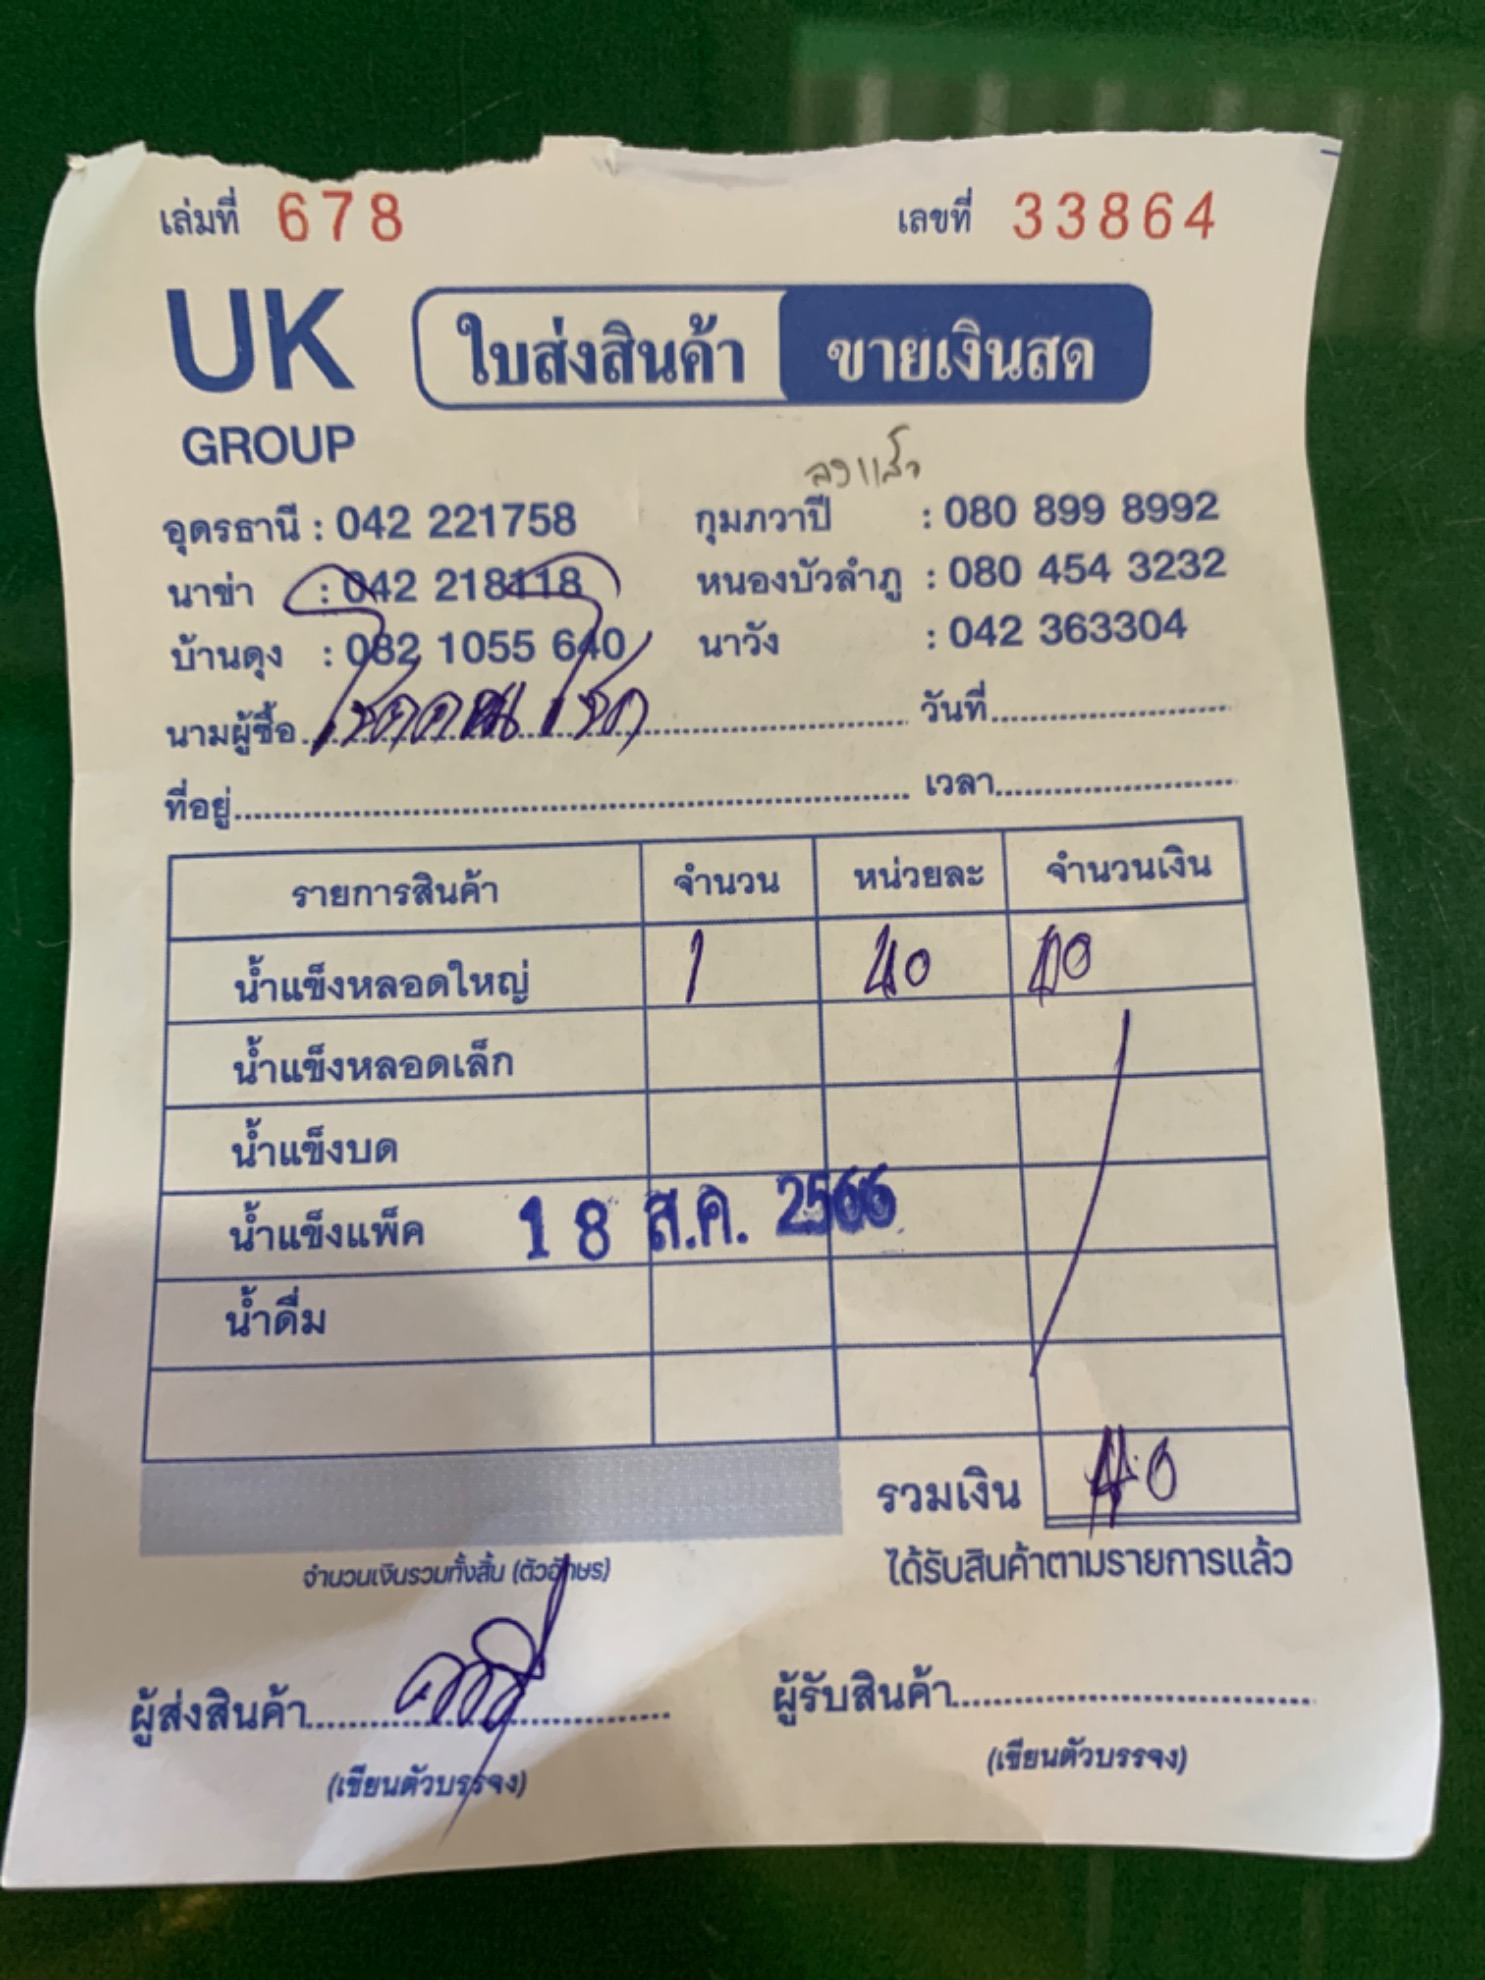 เล่มที่ 678 เลขที่ 33864
UK GROUP
ใบส่งสินค้า ขายเงินสด
ลงแล้ว
อุดรธานี : 042 221758 กุมภวาปี : 080 899 8992
นาข่า : 042 218118 หนองบัวลำภู : 080 454 3232
บ้านดุง : 082 1055 640 นาวัง : 042 363304
นามผู้ซื้อ วันที่
ที่อยู่ เวลา
รายการสินค้า จำนวน หน่วยละ จำนวนเงิน
น้ำแข็งหลอดใหญ่ 1 40 40
น้ำแข็งหลอดเล็ก
น้ำแข็งบด
น้ำแข็งแพ็ค 18 ส.ค. 2566
น้ำดื่ม
รวมเงิน 40
จำนวนเงินรวมทั้งสิ้น (ตัวอักษร) ได้รับสินค้าตามรายการแล้ว
ผู้ส่งสินค้า ผู้รับสินค้า
(เขียนตัวบรรจง) (เขียนตัวบรรจง)